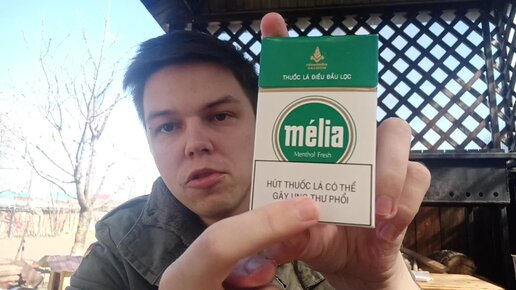 THUỐC LÁ ĐIẾU ĐẦU LỌC
mélia
Menthol Fresh
HÚT THUỐC LÁ CÓ THỂ
GÂY UNG THƯ PHỔI